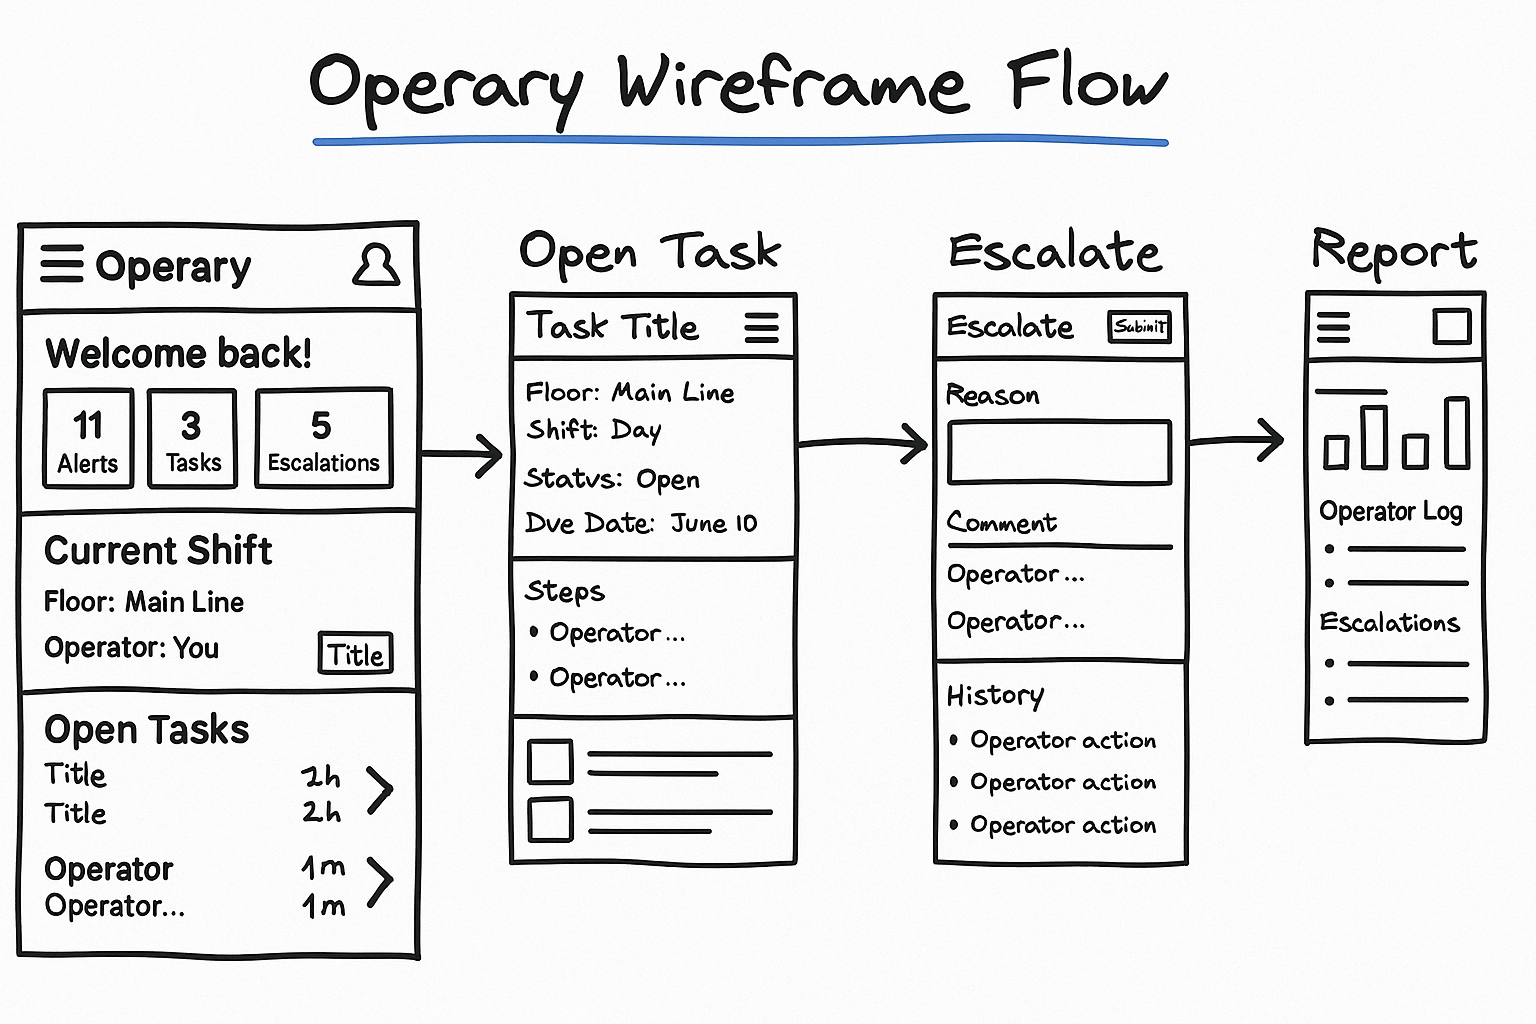 Operary Wireframe Flow
Operary
Welcome back!
11
Alerts
3
Tasks
5
Escalations
Current Shift
Floor: Main Line
Operator: You
Title
Open Tasks
Title 2h
Title 2h
Operator 1m
Operator... 1m
Open Task
Task Title
Floor: Main Line
Shift: Day
Statvs: Open
Dve Date: June 10
Steps
• Operator...
• Operator...
Escalate
Escalate
Subinit
Reason
Comment
Operator...
Operator...
History
• Operator action
• Operator action
• Operator action
Report
Operator Log
Escalations